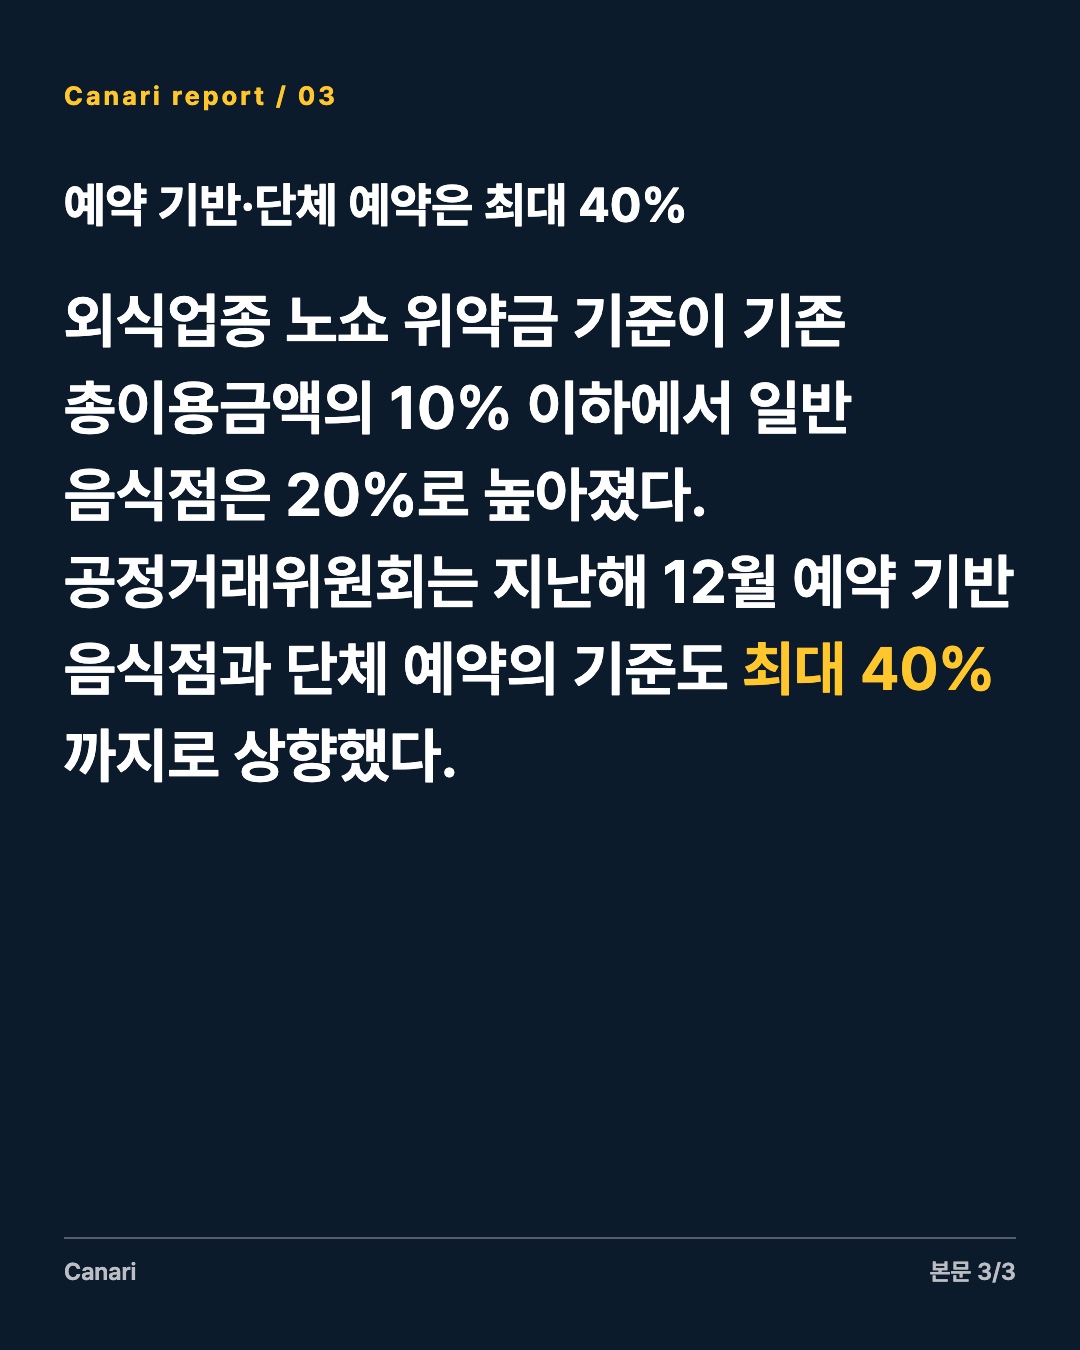 Canari report / 03
예약 기반·단체 예약은 최대 40%
외식업종 노쇼 위약금 기준이 기존
총이용금액의 10% 이하에서 일반
음식점은 20%로 높아졌다.
공정거래위원회는 지난해 12월 예약 기반
음식점과 단체 예약의 기준도 최대 40%
까지로 상향했다.
Canari
본문 3/3